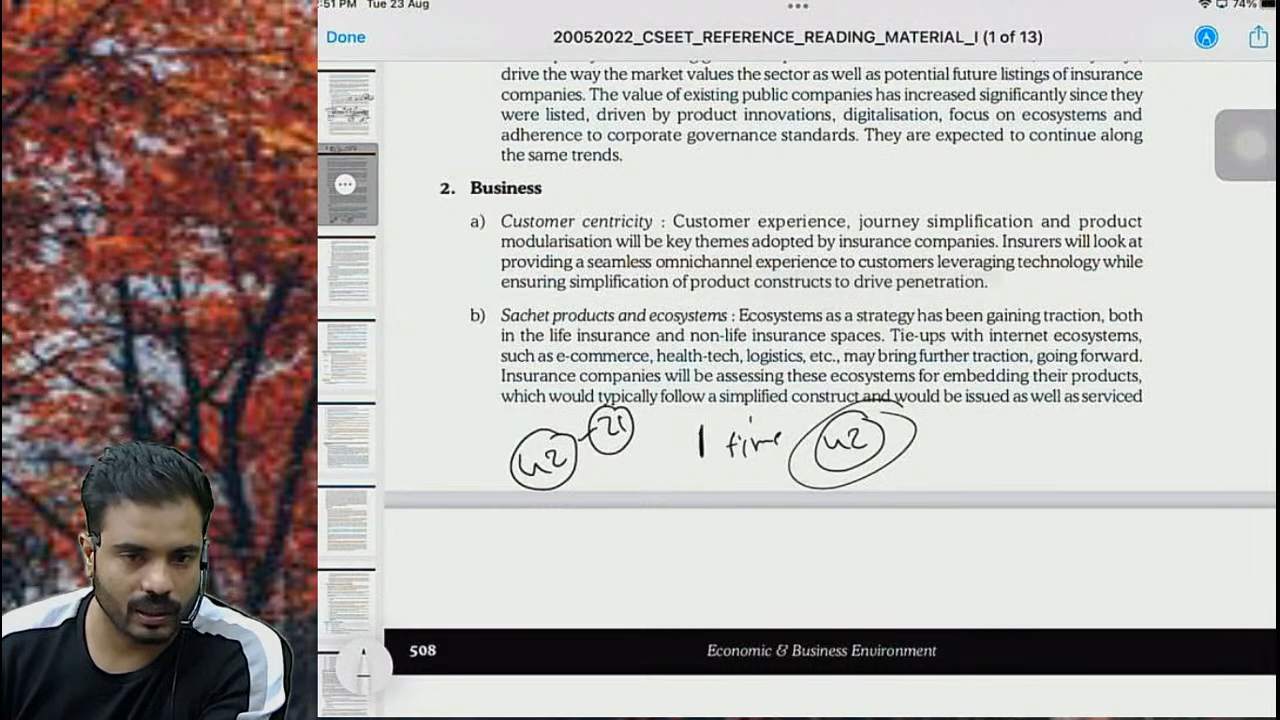 :51 PM Tue 23 Aug
74%
Done
20052022_CSEET_REFERENCE_READING_MATERIAL_I (1 of 13)
drive the way the market values the sector as well as potential future listings of insurance
companies. The value of existing public companies has increased significantly since they
were listed, driven by product innovations, digitalisation, focus on ecosystems and
adherence to corporate governance standards. They are expected to continue along
the same trends.
2. Business
a) Customer centricity : Customer experience, journey simplification and product
modularisation will be key themes adopted by insurance companies. Insurers will look at
providing a seamless omnichannel experience to customers leveraging technology while
ensuring simplification of product constructs to drive penetration.
b) Sachet products and ecosystems : Ecosystems as a strategy has been gaining traction, both
in the life insurance and non-life insurance spaces. Tie-ups with internet ecosystems,
such as e-commerce, health-tech, logistics, etc., may bring further traction, going forward.
Insurance companies will be assessing these ecosystems for embedding their products,
which would typically follow a simplified construct and would be issued as well as serviced
42 21 1 42
508 Economic & Business Environment